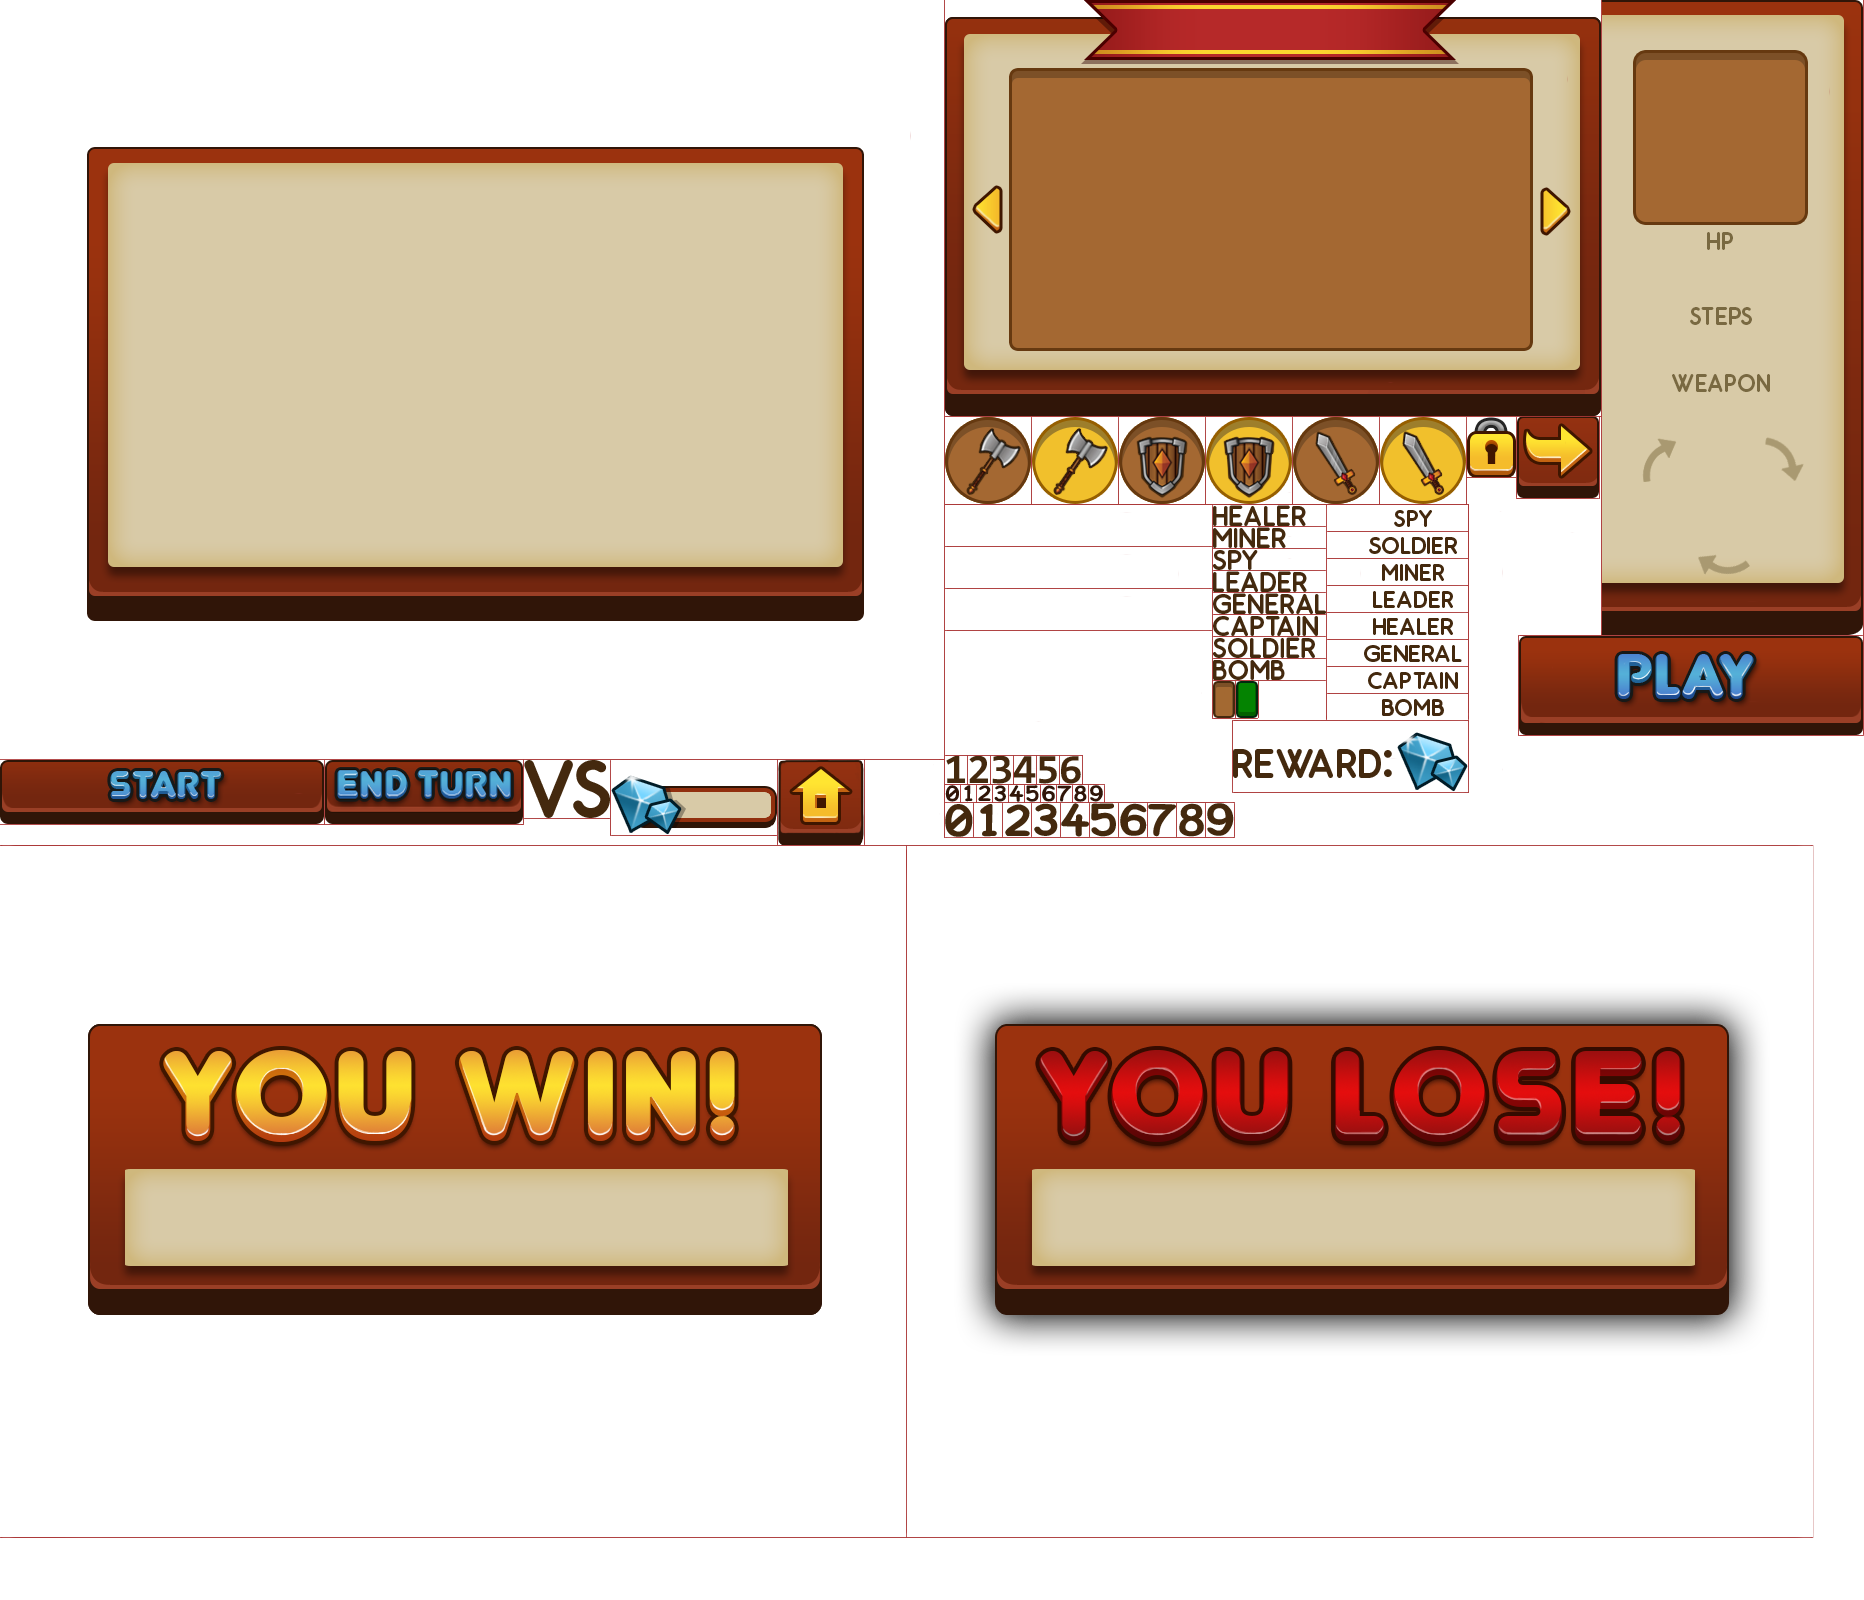 HP
STEPS
WEAPON
HEALER
MINER
SPY
LEADER
GENERAL
CAPTAIN
SOLDIER
BOMB
SPY
SOLDIER
MINER
LEADER
HEALER
GENERAL
CAPTAIN
BOMB
PLAY
REWARD:
START
END TURN
VS
123456
0123456789
0123456789
YOU WIN!
YOU LOSE!